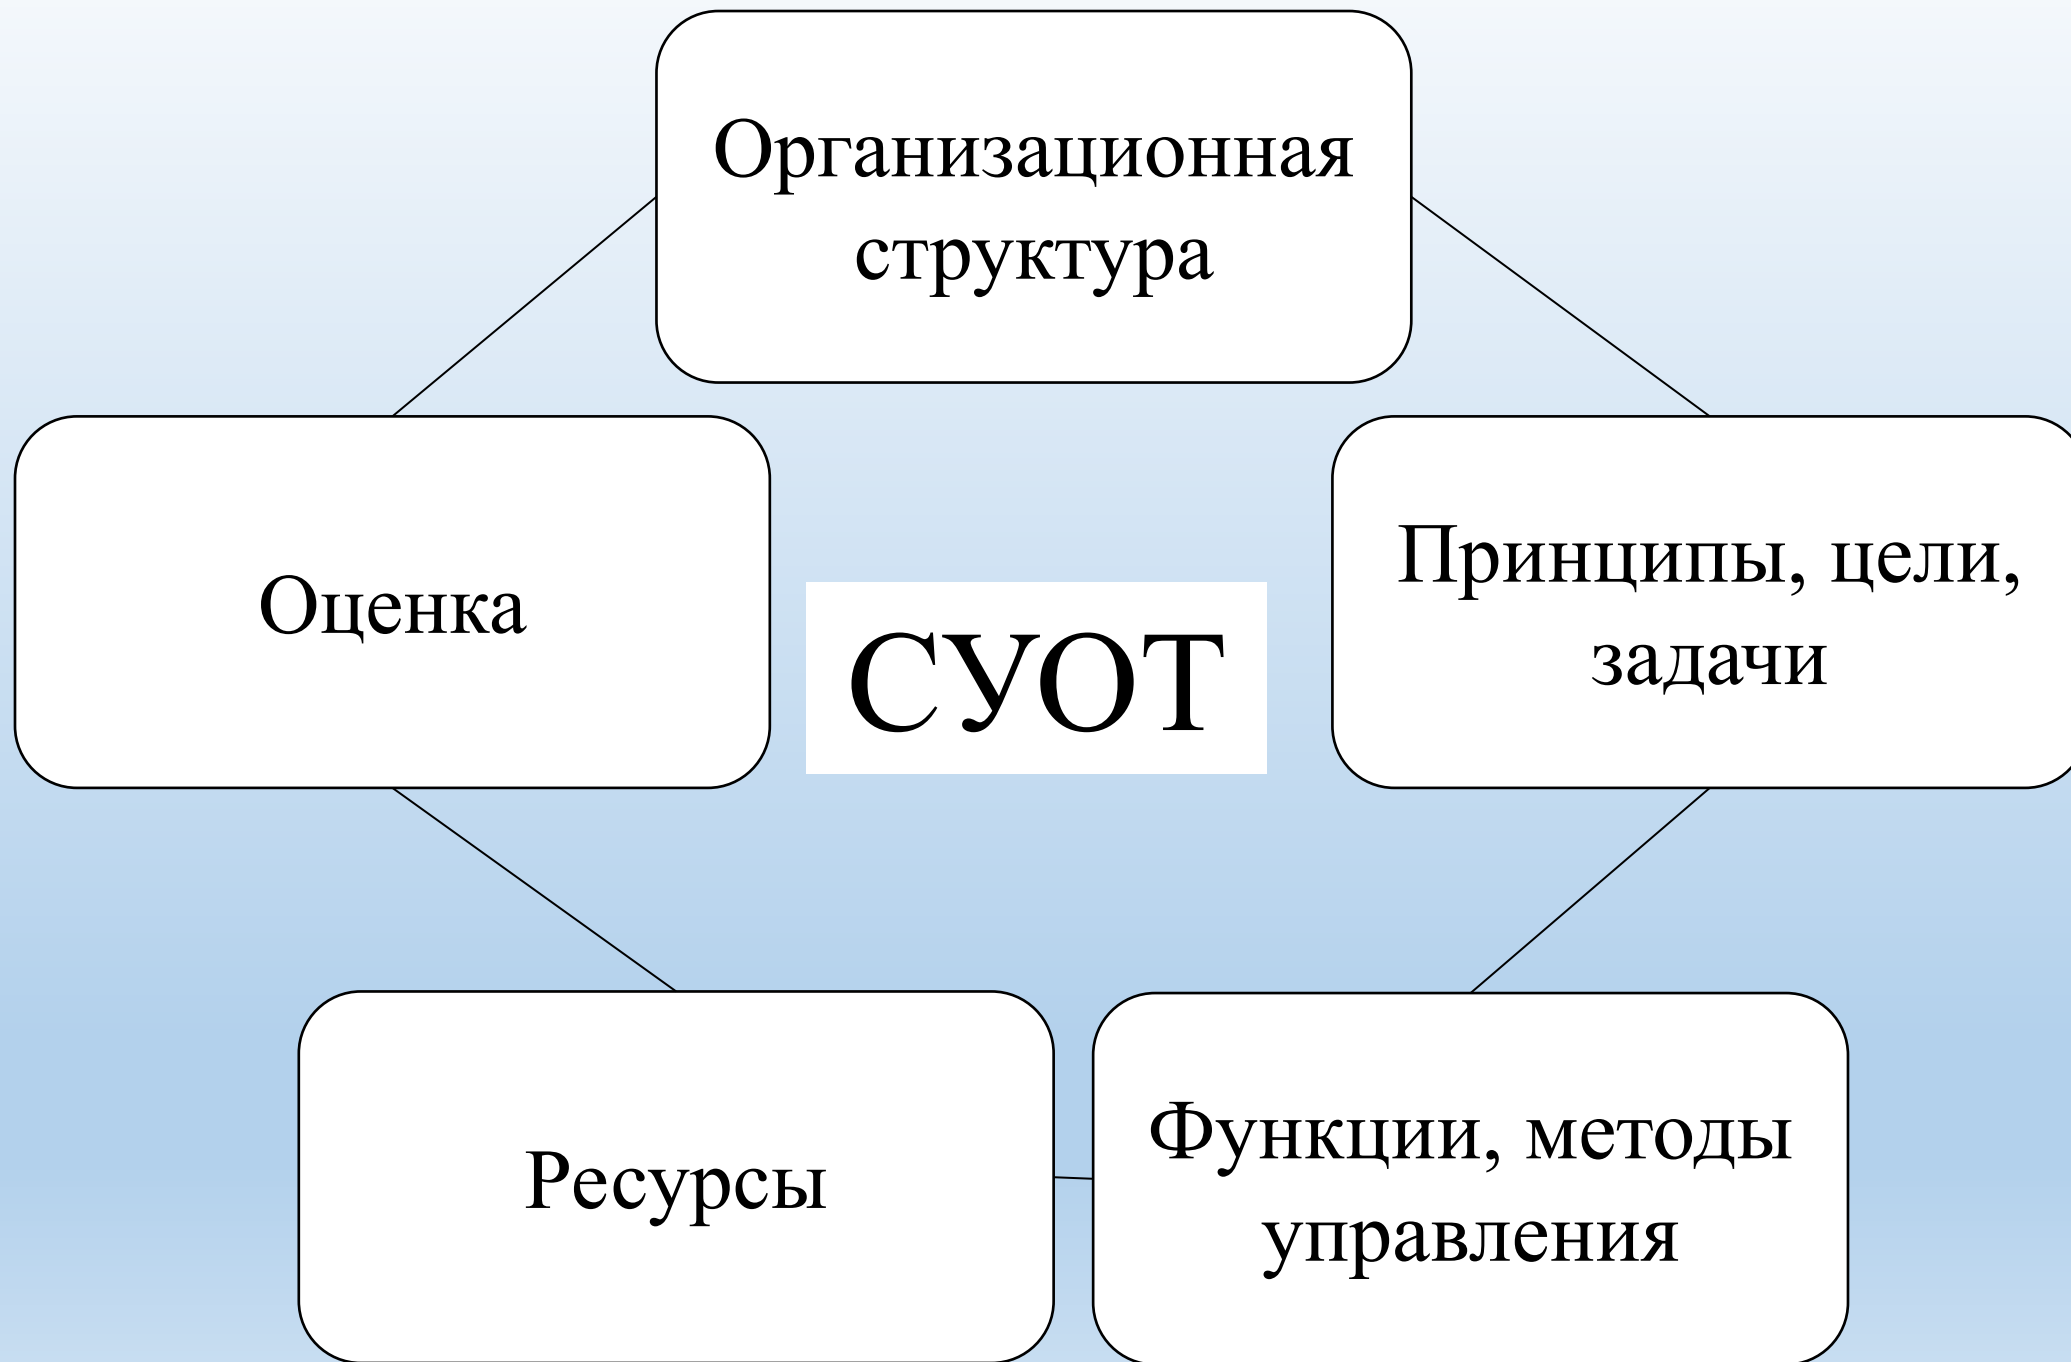 Организационная
структура
Оценка
СУОТ
Принципы, цели,
задачи
Ресурсы
Функции, методы
управления